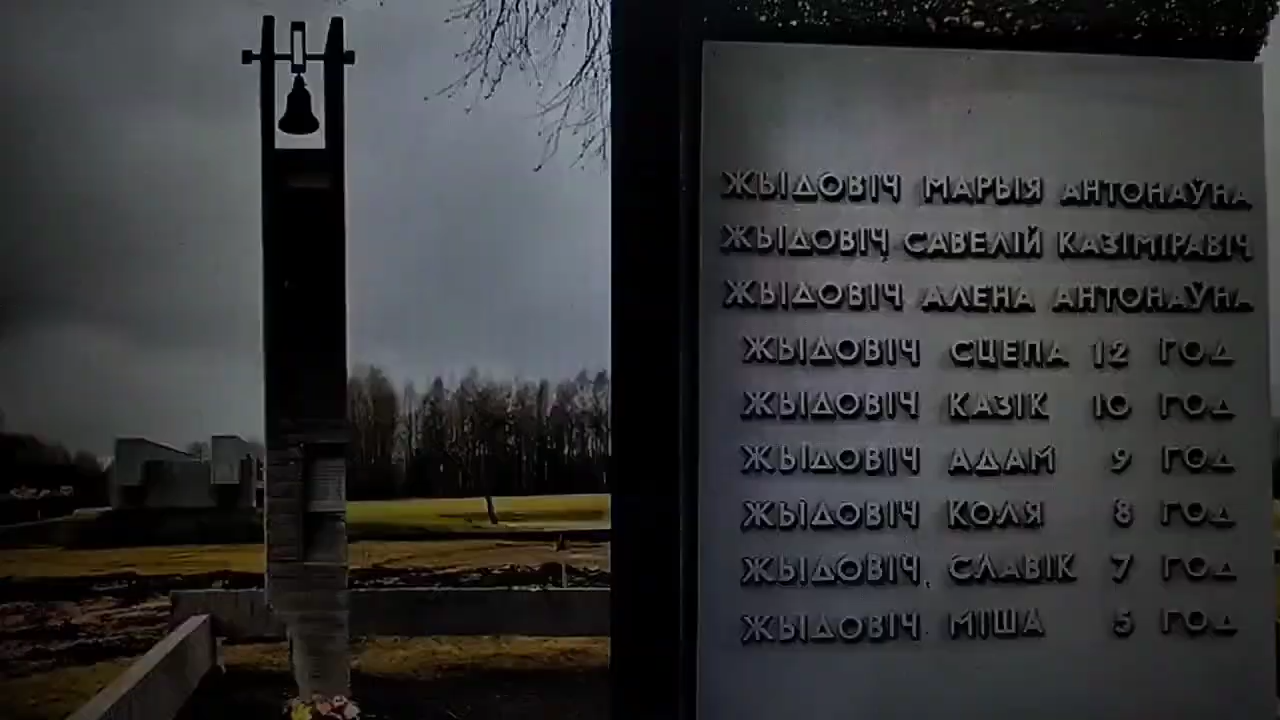 ЖЫДОВІЧ МАРЫЯ АНТОНАЎНА
ЖЫДОВІЧ САВЕЛІЙ КАЗІМІРАВІЧ
ЖЫДОВІЧ АЛЕНА АНТОНАЎНА
ЖЫДОВІЧ СЦЕПА 12 ГОД
ЖЫДОВІЧ КАЗІК 10 ГОД
ЖЫДОВІЧ АДАМ 9 ГОД
ЖЫДОВІЧ КОЛЯ 8 ГОД
ЖЫДОВІЧ СЛАВІК 7 ГОД
ЖЫДОВІЧ МІША 5 ГОД